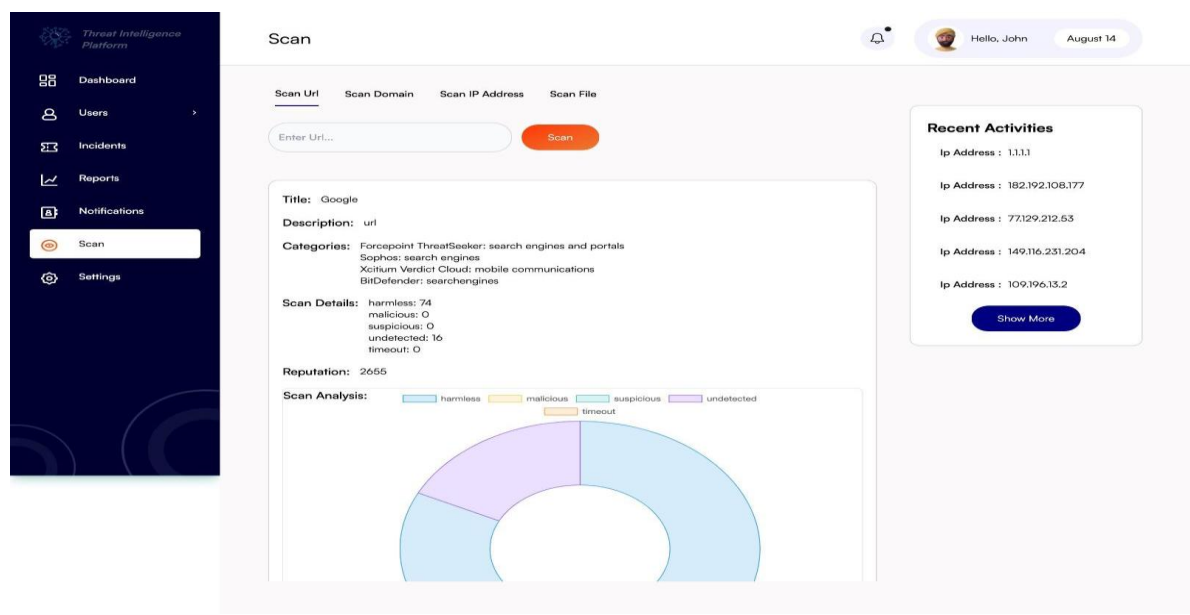 Threat Intelligence
Platform
Dashboard
Users
Incidents
Reports
Notifications
Scan
Settings
Scan
Hello, John
August 14
Scan Url
Scan Domain
Scan IP Address
Scan File
Enter Url...
Scan
Title: Google
Description: url
Categories: Forcepoint ThreatSeeker: search engines and portals
Sophos: search engines
Xcitium Verdict Cloud: mobile communications
BitDefender: searchengines
Scan Details: harmless: 74
malicious: 0
suspicious: 0
undetected: 16
timeout: 0
Reputation: 2655
Scan Analysis:
harmless malicious suspicious undetected
timeout
Recent Activities
Ip Address : 1.1.1.1
Ip Address : 182.192.108.177
Ip Address : 77.129.212.53
Ip Address : 149.116.231.204
Ip Address : 109.196.13.2
Show More